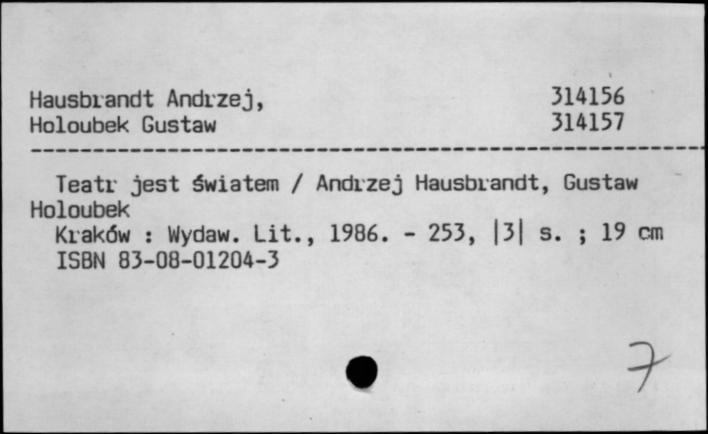 Hausbrandt Andrzej, 314156
Holoubek Gustaw 314157
Teatr jest światem / Andrzej Hausbrandt, Gustaw
Holoubek
Kraków : Wydaw. Lit., 1986. - 253, |3| s. ; 19 cm
ISBN 83-08-01204-3
7